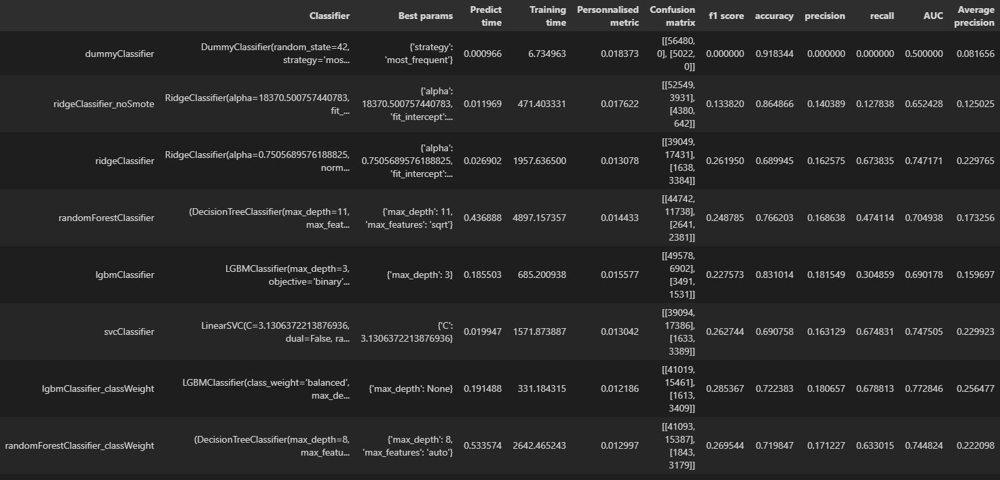 Classifier Best params Predict time Training time Personnalised metric Confusion matrix f1 score accuracy precision recall AUC Average precision
dummyClassifier DummyClassifier(random_state=42, strategy='mos... {'strategy': 'most_frequent'} 0.000966 6.734963 0.018373 [[56480, 0], [5022, 0]] 0.000000 0.918344 0.000000 0.000000 0.500000 0.081656
ridgeClassifier_noSmote RidgeClassifier(alpha=18370.500757440783, fit_... {'alpha': 18370.500757440783, 'fit_intercept':... 0.011969 471.403331 0.017622 [[52549, 3931], [4380, 642]] 0.133820 0.864866 0.140389 0.127838 0.652428 0.125025
ridgeClassifier RidgeClassifier(alpha=0.7505689576188825, norm... {'alpha': 0.7505689576188825, 'fit_intercept':... 0.026902 1957.636500 0.013078 [[39049, 17431], [1638, 3384]] 0.261950 0.689945 0.162575 0.673835 0.747171 0.229765
randomForestClassifier (DecisionTreeClassifier(max_depth=11, max_feat... {'max_depth': 11, 'max_features': 'sqrt'} 0.436888 4897.157357 0.014433 [[44742, 11738], [2641, 2381]] 0.248785 0.766203 0.168638 0.474114 0.704938 0.173256
lgbmClassifier LGBMClassifier(max_depth=3, objective='binary'... {'max_depth': 3} 0.185503 685.200938 0.015577 [[49578, 6902], [3491, 1531]] 0.227573 0.831014 0.181549 0.304859 0.690178 0.159697
svcClassifier LinearSVC(C=3.1306372213876936, dual=False, ra... {'C': 3.1306372213876936} 0.019947 1571.873887 0.013042 [[39094, 17386], [1633, 3389]] 0.262744 0.690758 0.163129 0.674831 0.747505 0.229923
lgbmClassifier_classWeight LGBMClassifier(class_weight='balanced', max_de... {'max_depth': None} 0.191488 331.184315 0.012186 [[41019, 15461], [1613, 3409]] 0.285367 0.722383 0.180657 0.678813 0.772846 0.256477
randomForestClassifier_classWeight (DecisionTreeClassifier(max_depth=8, max_featu... {'max_depth': 8, 'max_features': 'auto'} 0.533574 2642.465243 0.012997 [[41093, 15387], [1843, 3179]] 0.269544 0.719847 0.171227 0.633015 0.744824 0.222098